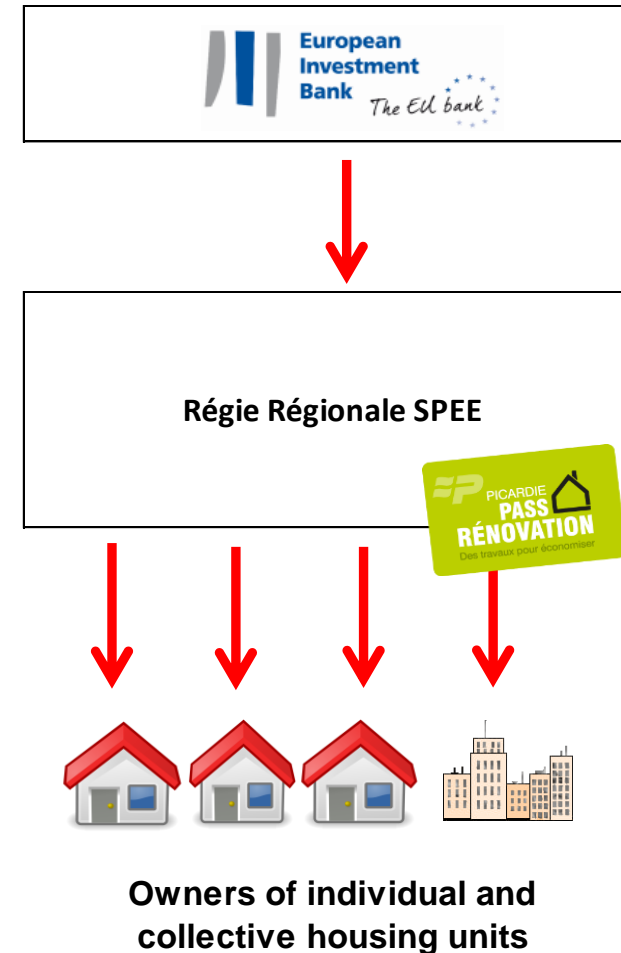 European
Investment
Bank
The EU bank
Régie Régionale SPEE
PICARDIE
PASS
RÉNOVATION
Des travaux pour économiser
Owners of individual and
collective housing units